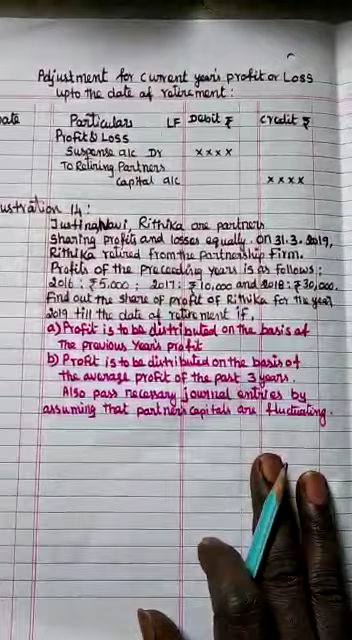 Adjustment for current year's profit or Loss
upto the date of retirement:
ate Particulars LF Debit ₹ Credit ₹
Profit & Loss
Suspense a/c Dr xxxx
To Retiring Partners
Capital a/c xxxx
ustration 14:
Justina, Navi, Rithika are partners
sharing profits and losses equally. On 31.3.2019,
Rithika retired from the Partnership firm.
Profits of the preceeding years is as follows:
2016: ₹5,000; 2017: ₹10,000 and 2018: ₹30,000.
Find out the share of profit of Rithika for the year
2019 till the date of retirement if,
a) Profit is to be distributed on the basis of
the previous year's profit
b) Profit is to be distributed on the basis of
the average profit of the past 3 years.
Also pass necessary journal entries by
assuming that partner's capitals are fluctuating.